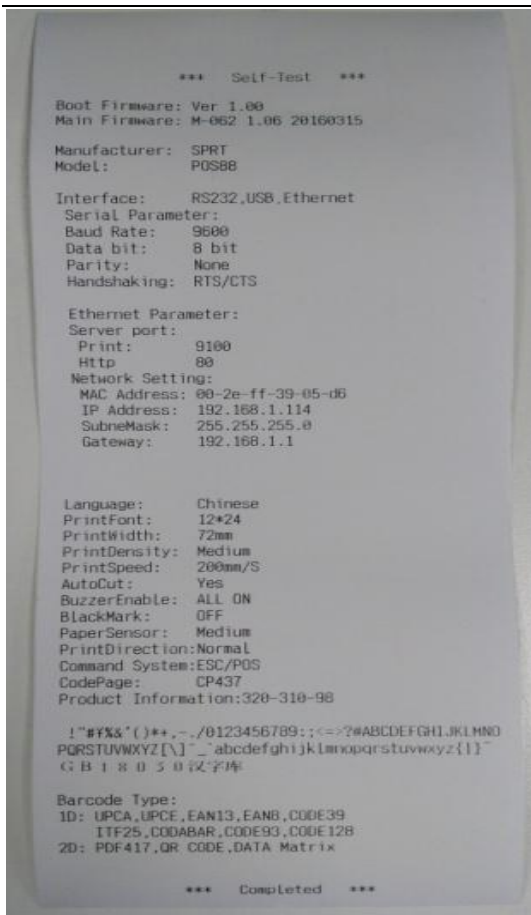 *** Self-Test ***
Boot Firmware: Ver 1.00
Main Firmware: M-062 1.06 20160315
Manufacturer: SPRT
Model: POS88
Interface: RS232,USB,Ethernet
Serial Parameter:
Baud Rate: 9600
Data bit: 8 bit
Parity: None
Handshaking: RTS/CTS
Ethernet Parameter:
Server port:
Print: 9100
Http 80
Network Setting:
MAC Address: 00-2e-ff-39-05-d6
IP Address: 192.168.1.114
SubneMask: 255.255.255.0
Gateway: 192.168.1.1
Language: Chinese
PrintFont: 12*24
PrintWidth: 72mm
PrintDensity: Medium
PrintSpeed: 200mm/S
AutoCut: Yes
BuzzerEnable: ALL ON
BlackMark: OFF
PaperSensor: Medium
PrintDirection:Normal
Command System:ESC/POS
CodePage: CP437
Product Information:320-310-98
!"#¥%&'()*+,-./0123456789:;<=>?@ABCDEFGHIJKLMNO
PQRSTUVWXYZ[\]^_`abcdefghijklmnopqrstuvwxyz{|}~
GB18030汉字库
Barcode Type:
1D: UPCA,UPCE,EAN13,EAN8,CODE39
ITF25,CODABAR,CODE93,CODE128
2D: PDF417,QR CODE,DATA Matrix
*** Completed ***